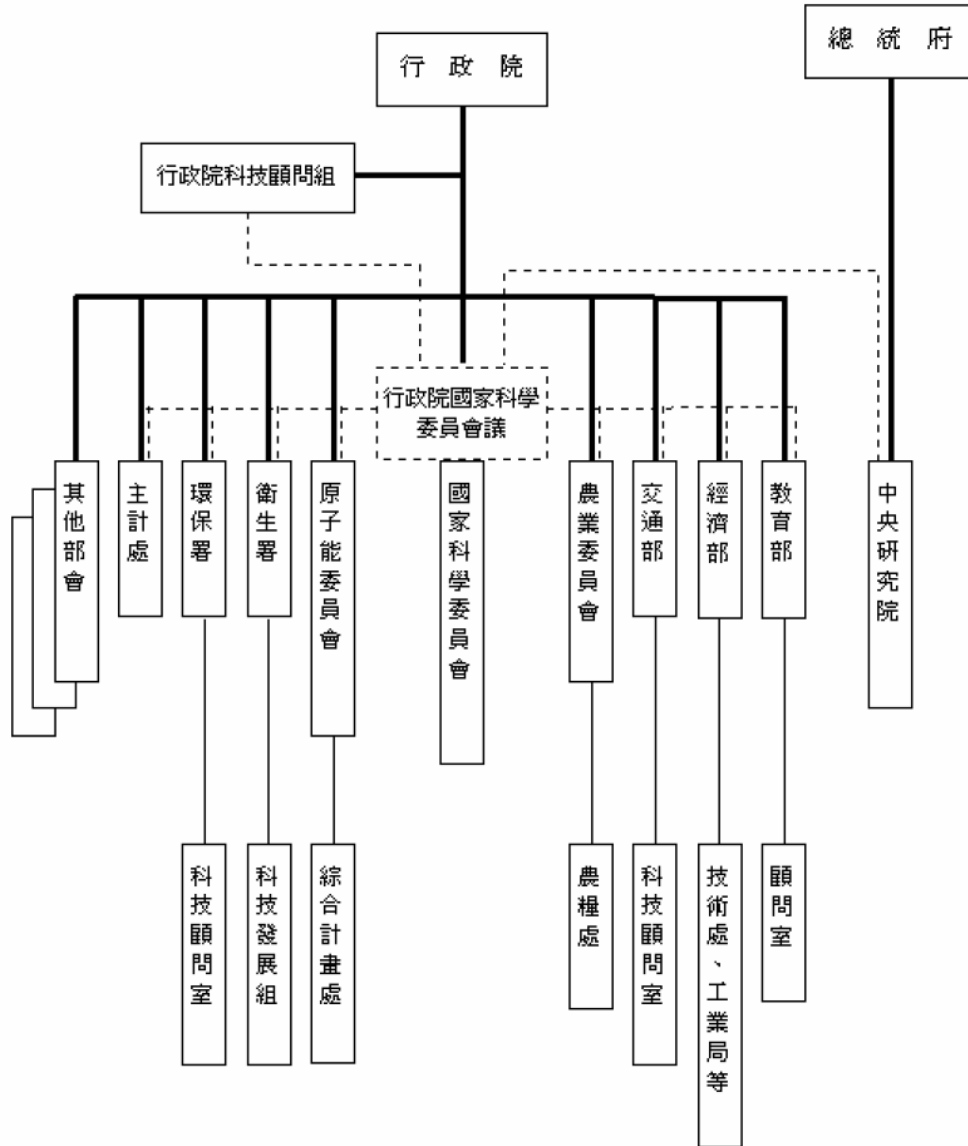 總統府
行政院
行政院科技顧問組
行政院國家科學
委員會議
其他部會
主計處
環保署
衛生署
原子能委員會
國家科學委員會
農業委員會
交通部
經濟部
教育部
中央研究院
科技顧問室
科技發展組
綜合計畫處
農糧處
科技顧問室
技術處、工業局等
顧問室